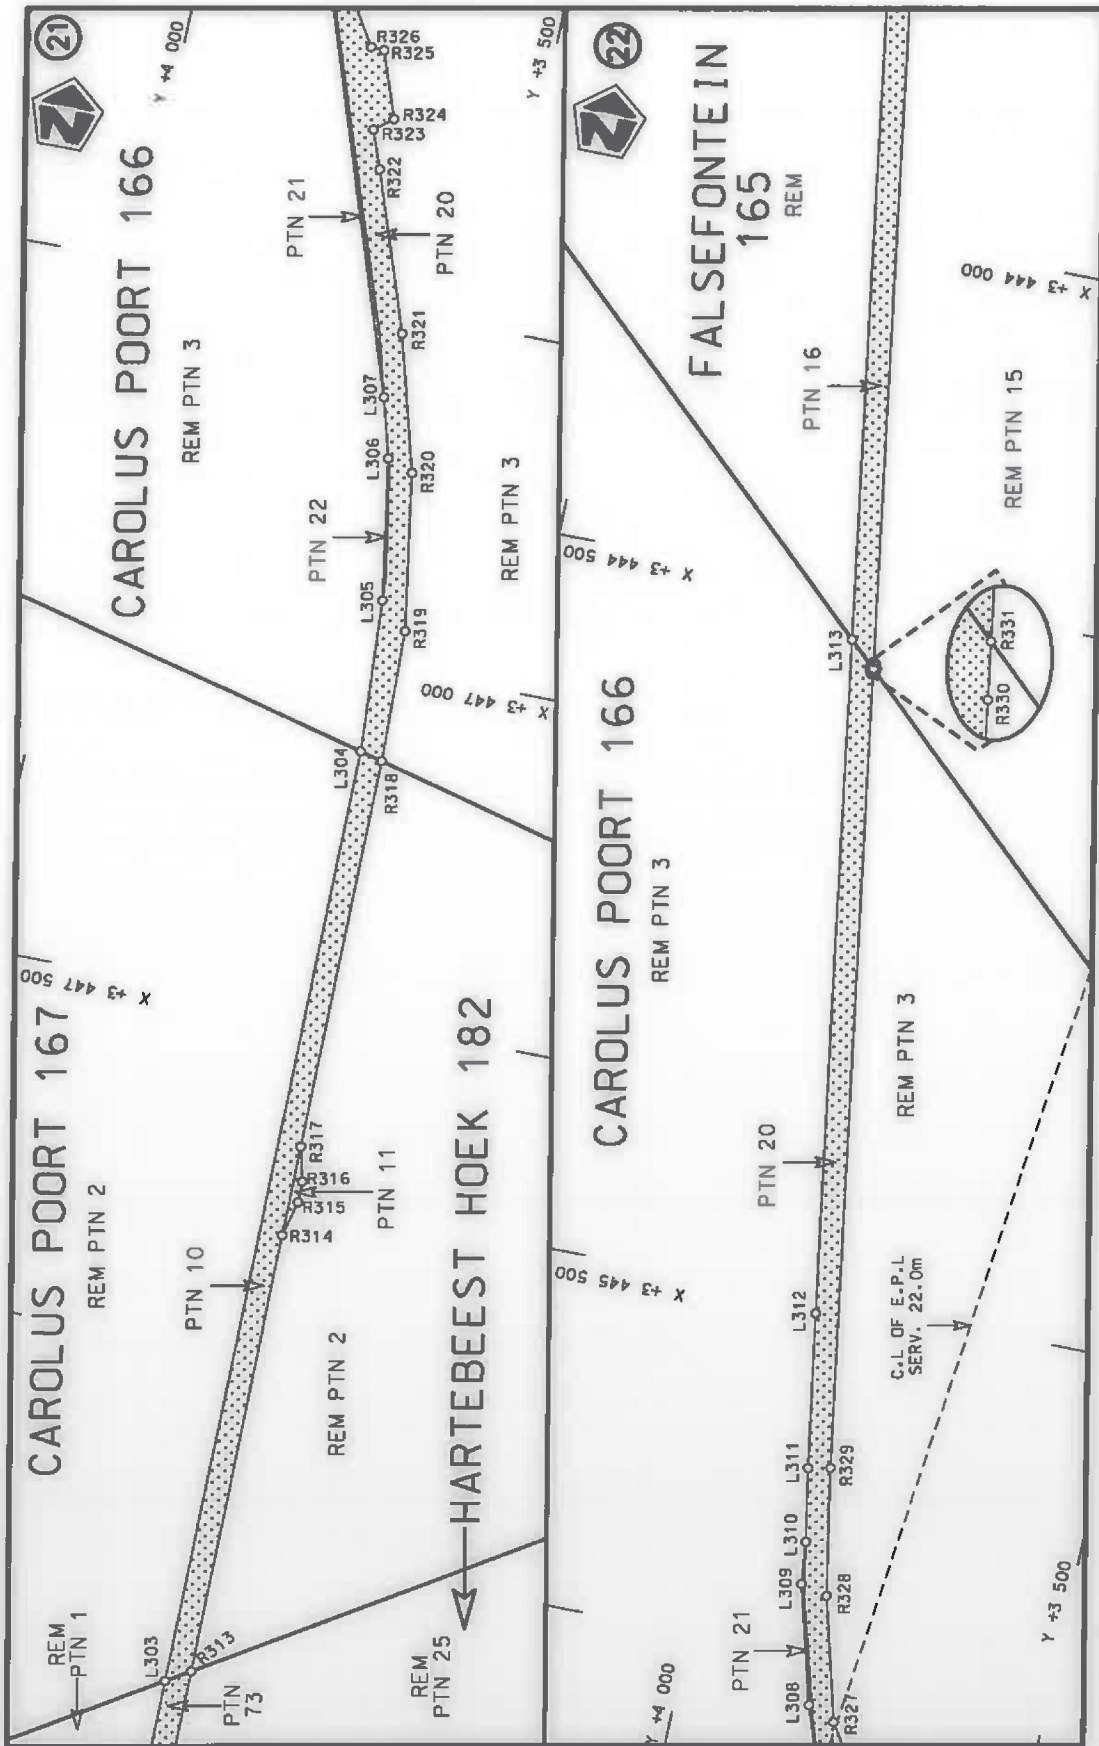 21
N
Y +4 000
R326
R325
Y +3 500
R324
R323
R322
CAROLUS POORT 166
REM PTN 3
PTN 21
PTN 20
R321
L307
L306
R320
PTN 22
REM PTN 3
L305
R319
X +3 447 000
L304
R318
X +3 447 500
CAROLUS POORT 167
REM PTN 2
R317
R316
R315
R314
PTN 11
PTN 10
REM PTN 2
HARTEBEEST HOEK 182
REM
PTN 1
L303
R313
PTN
73
REM
PTN 25
22
N
FALSEFONTEIN
165
REM
X +3 444 000
PTN 16
REM PTN 15
X +3 444 500
L313
R331
R330
CAROLUS POORT 166
REM PTN 3
REM PTN 3
PTN 20
X +3 445 500
L312
C.L OF E.P.L
SERV. 22.0m
L311
R329
L310
L309
R328
PTN 21
L308
R327
Y +4 000
Y +3 500